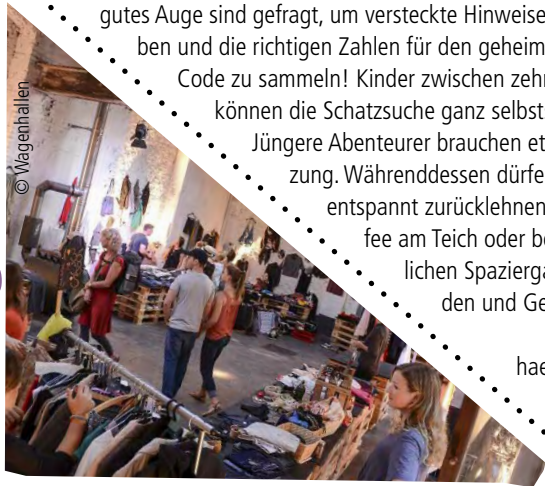 gutes Auge sind gefragt, um versteckte Hinweise
ben und die richtigen Zahlen für den geheim
Code zu sammeln! Kinder zwischen zehn
können die Schatzsuche ganz selbst
Jüngere Abenteurer brauchen et
zung. Währenddessen dürfe
entspannt zurücklehnen
fee am Teich oder be
lichen Spazierga
den und Ge
hae
© Wagenhallen